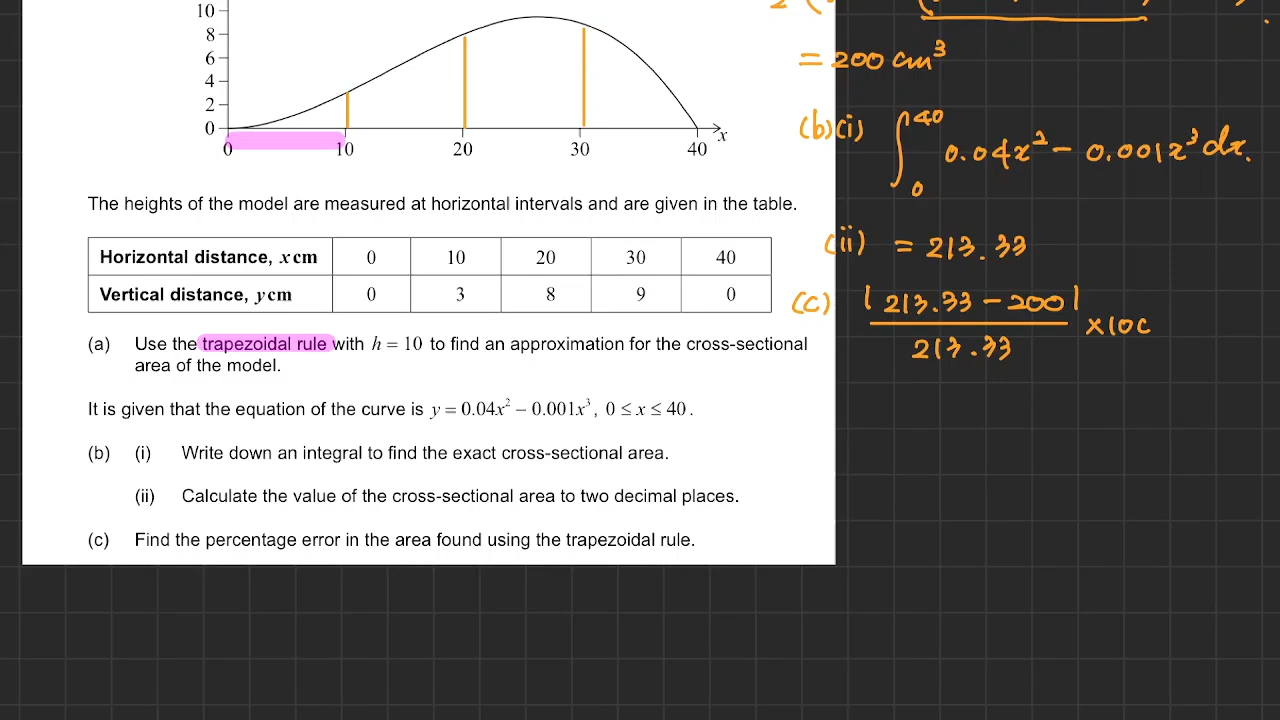 10
8
6
4
2
0
0 10 20 30 40 x
The heights of the model are measured at horizontal intervals and are given in the table.
Horizontal distance, x cm 0 10 20 30 40
Vertical distance, y cm 0 3 8 9 0
(a) Use the trapezoidal rule with h = 10 to find an approximation for the cross-sectional
area of the model.
It is given that the equation of the curve is y = 0.04x² − 0.001x³, 0 ≤ x ≤ 40.
(b) (i) Write down an integral to find the exact cross-sectional area.
(ii) Calculate the value of the cross-sectional area to two decimal places.
(c) Find the percentage error in the area found using the trapezoidal rule.
2
= 200 cm³
(b)(i) ∫₀⁴⁰ 0.04x² − 0.001x³ dx.
(ii) = 213.33
(c) |213.33 − 200|
213.33
×100